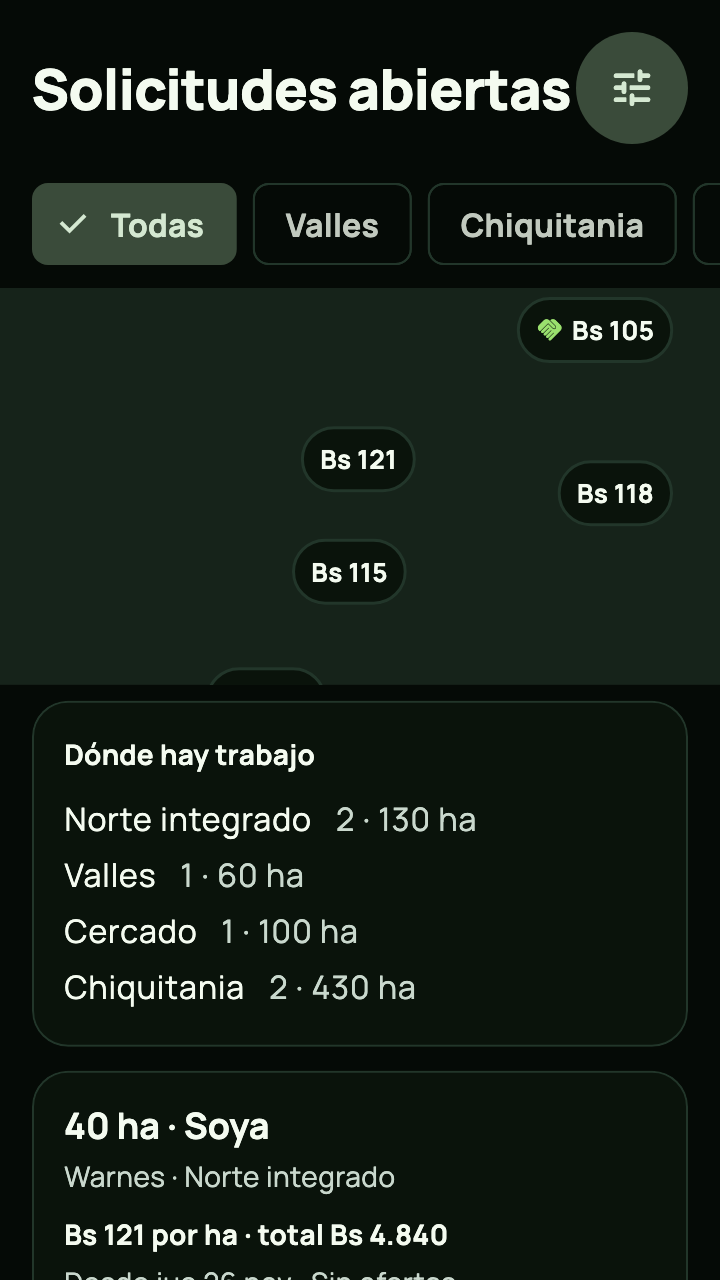 Solicitudes abiertas
Todas
Valles
Chiquitania
Bs 105
Bs 121
Bs 118
Bs 115
Dónde hay trabajo
Norte integrado 2 · 130 ha
Valles 1 · 60 ha
Cercado 1 · 100 ha
Chiquitania 2 · 430 ha
40 ha · Soya
Warnes · Norte integrado
Bs 121 por ha · total Bs 4.840